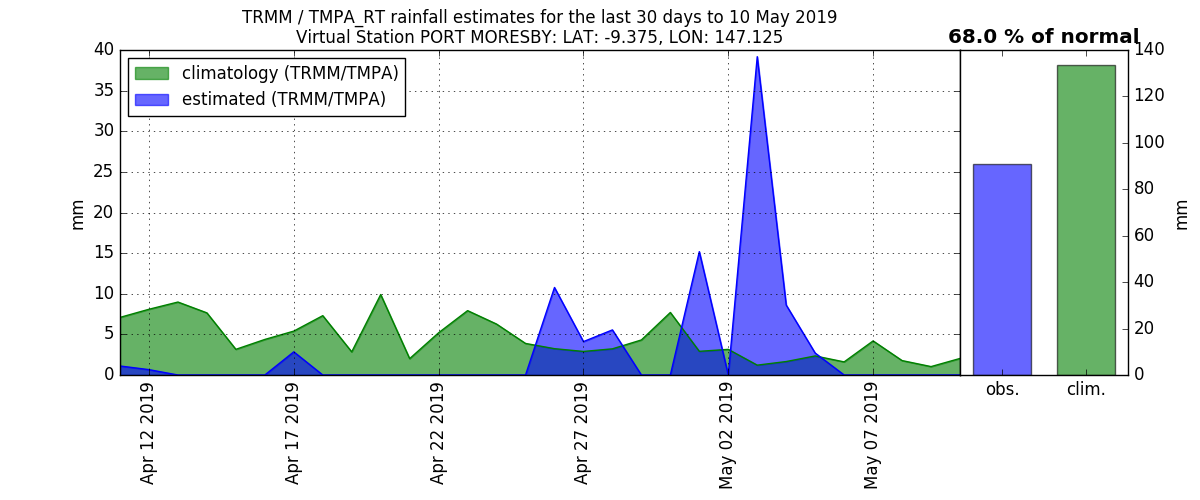 TRMM / TMPA_RT rainfall estimates for the last 30 days to 10 May 2019
Virtual Station PORT MORESBY: LAT: -9.375, LON: 147.125
68.0 % of normal
climatology (TRMM/TMPA)
estimated (TRMM/TMPA)
mm
40
35
30
25
20
15
10
5
0
Apr 12 2019
Apr 17 2019
Apr 22 2019
Apr 27 2019
May 02 2019
May 07 2019
140
120
100
80
60
40
20
0
mm
obs.
clim.